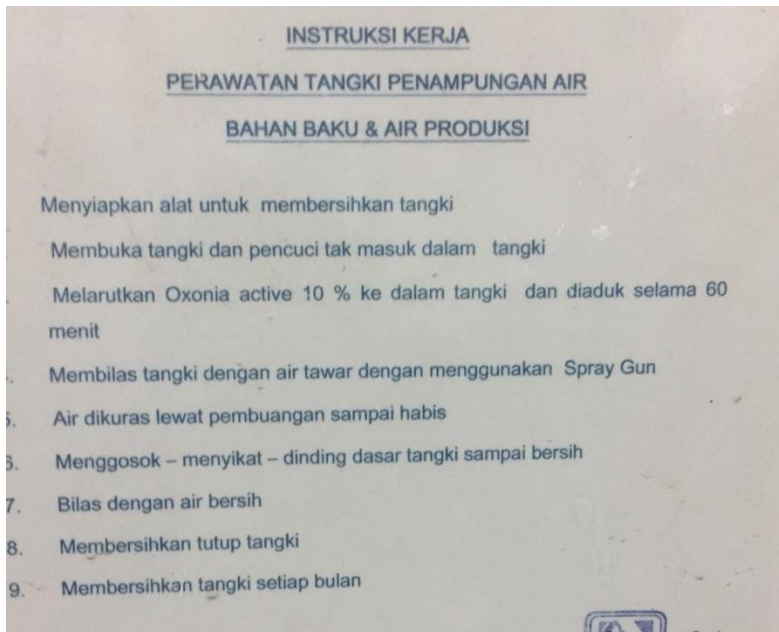 INSTRUKSI KERJA
PERAWATAN TANGKI PENAMPUNGAN AIR
BAHAN BAKU & AIR PRODUKSI
Menyiapkan alat untuk membersihkan tangki
Membuka tangki dan pencuci tak masuk dalam tangki
Melarutkan Oxonia active 10 % ke dalam tangki dan diaduk selama 60
menit
Membilas tangki dengan air tawar dengan menggunakan Spray Gun
5. Air dikuras lewat pembuangan sampai habis
6. Menggosok – menyikat – dinding dasar tangki sampai bersih
7. Bilas dengan air bersih
8. Membersihkan tutup tangki
9. Membersihkan tangki setiap bulan